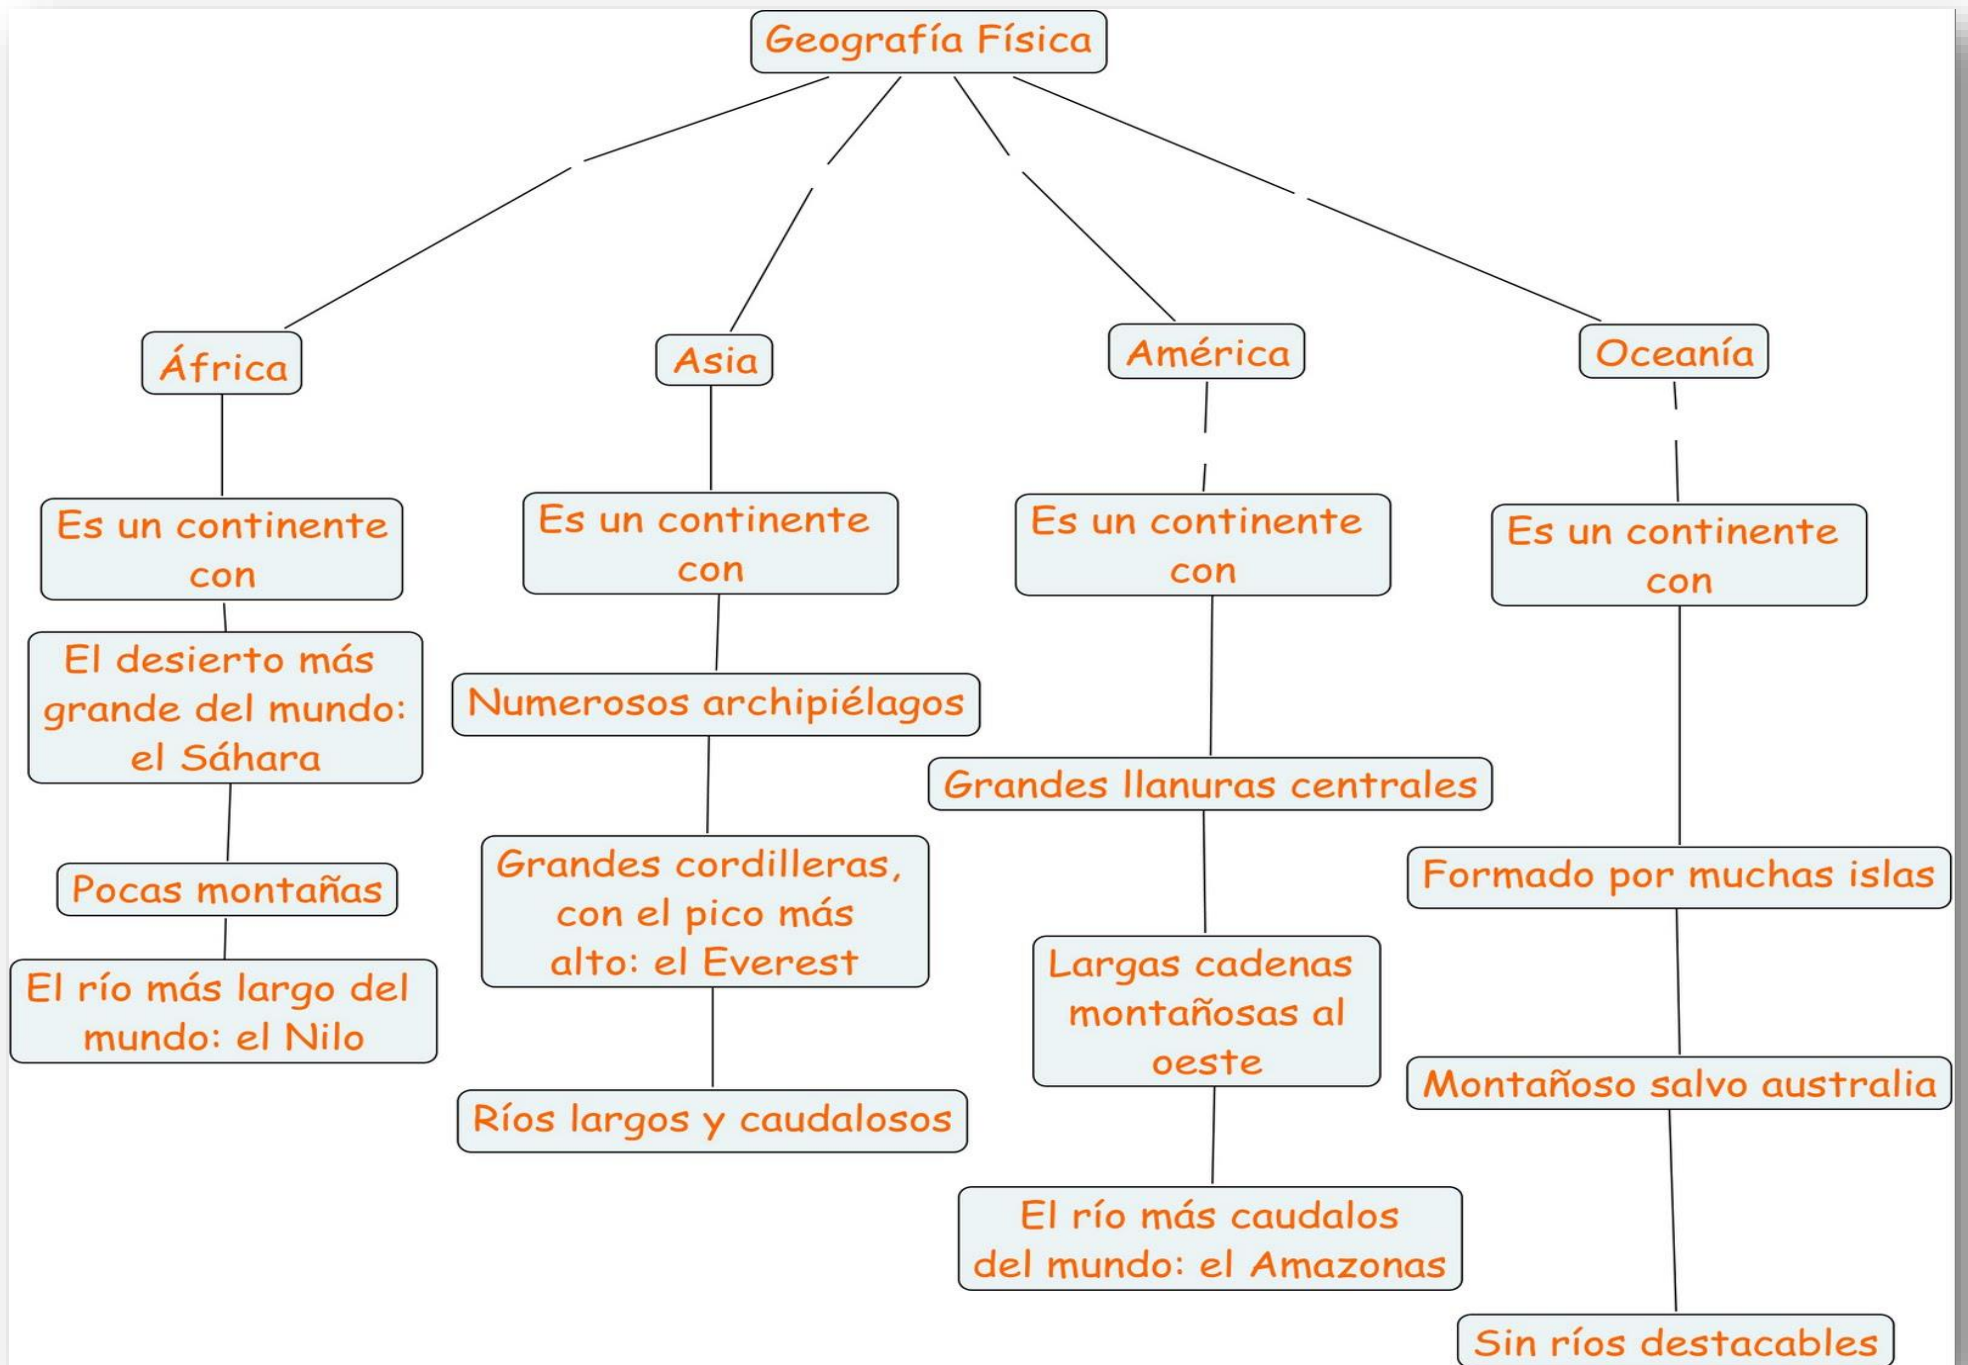 Geografía Física
África
Es un continente
con
El desierto más
grande del mundo:
el Sáhara
Pocas montañas
El río más largo del
mundo: el Nilo
Asia
Es un continente
con
Numerosos archipiélagos
Grandes cordilleras,
con el pico más
alto: el Everest
Ríos largos y caudalosos
América
Es un continente
con
Grandes llanuras centrales
Largas cadenas
montañosas al
oeste
El río más caudalos
del mundo: el Amazonas
Oceanía
Es un continente
con
Formado por muchas islas
Montañoso salvo australia
Sin ríos destacables